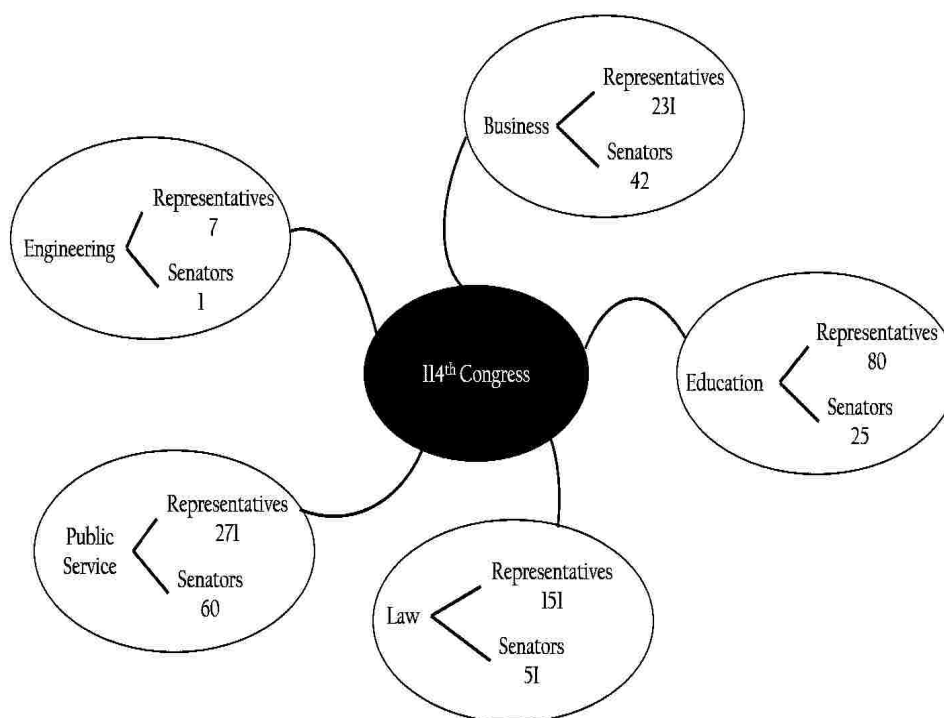 Representatives
231
Business
Senators
42
Representatives
7
Engineering
Senators
1
114th Congress
Representatives
80
Education
Senators
25
Representatives
271
Public
Service
Senators
60
Representatives
151
Law
Senators
51